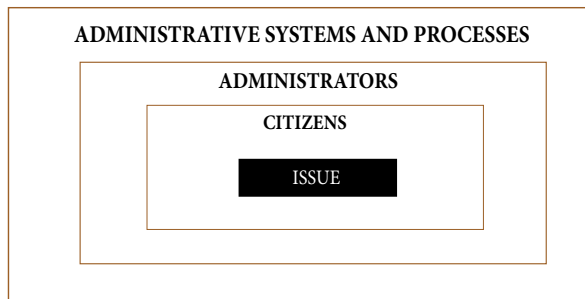 ADMINISTRATIVE SYSTEMS AND PROCESSES
ADMINISTRATORS
CITIZENS
ISSUE